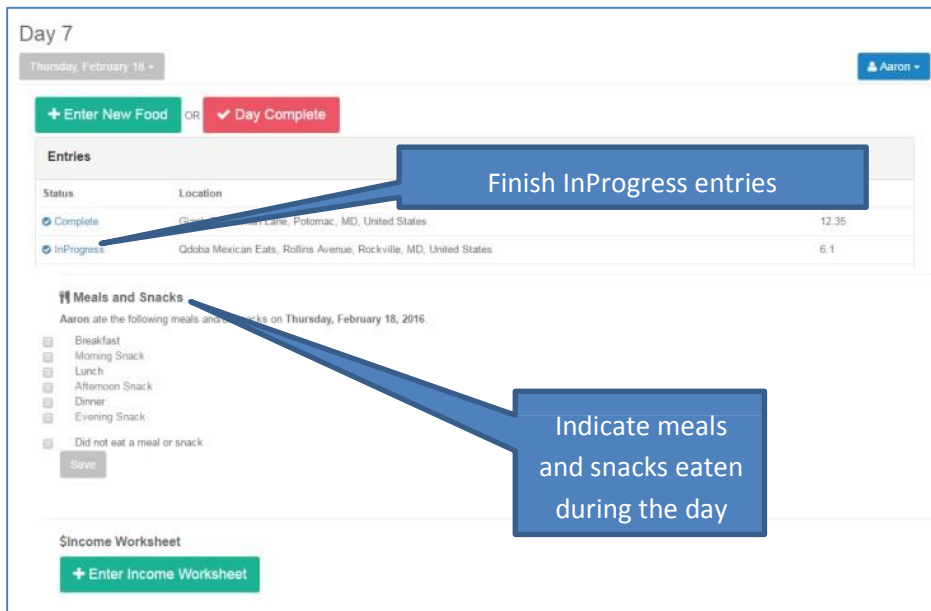 Day 7
Thursday, February 18
Aaron
+ Enter New Food OR Day Complete
Entries
Finish InProgress entries
Status Location
Complete Lane, Potomac, MD, United States 12.35
InProgress Qdoba Mexican Eats, Rollins Avenue, Rockville, MD, United States 6.1
Meals and Snacks
Aaron ate the following meals on Thursday, February 18, 2016.
Breakfast
Morning Snack
Lunch
Afternoon Snack
Dinner
Evening Snack
Did not eat a meal or snack
Save
Indicate meals
and snacks eaten
during the day
$Income Worksheet
+ Enter Income Worksheet